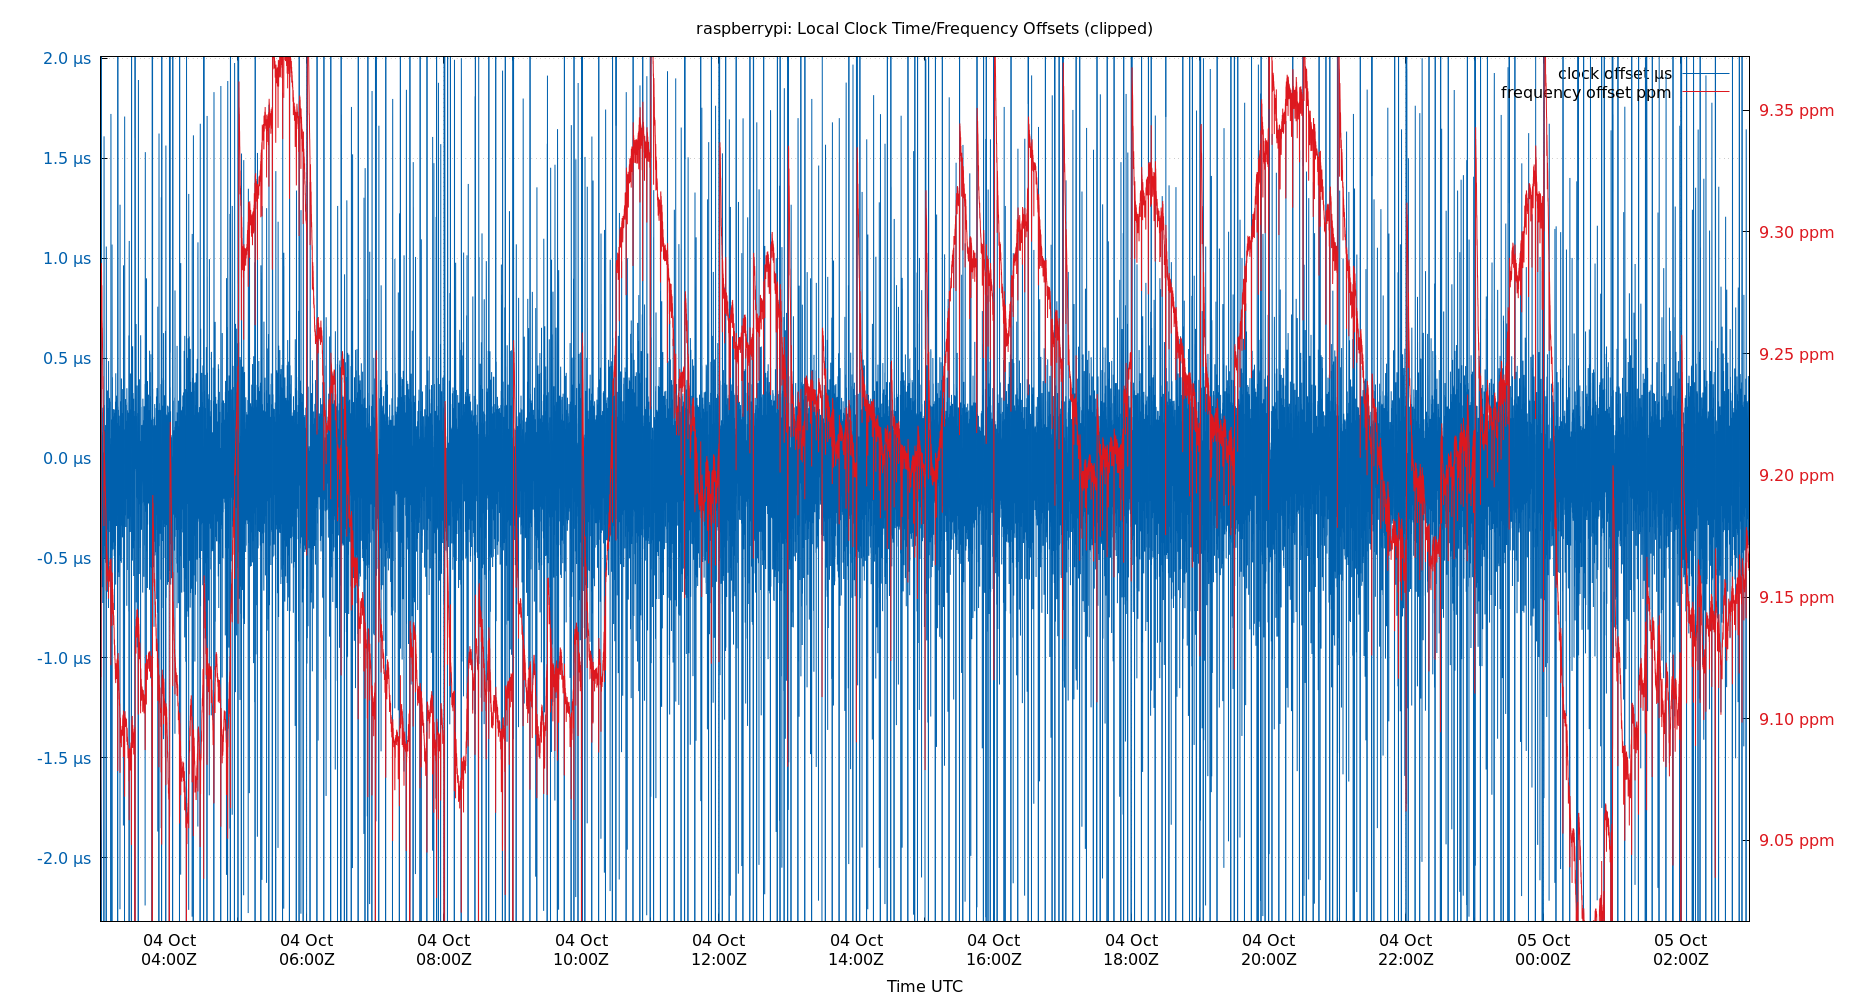 raspberrypi: Local Clock Time/Frequency Offsets (clipped)
2.0 µs
1.5 µs
1.0 µs
0.5 µs
0.0 µs
-0.5 µs
-1.0 µs
-1.5 µs
-2.0 µs
clock offset µs
frequency offset ppm
9.35 ppm
9.30 ppm
9.25 ppm
9.20 ppm
9.15 ppm
9.10 ppm
9.05 ppm
04 Oct 04 Oct 04 Oct 04 Oct 04 Oct 04 Oct 04 Oct 04 Oct 04 Oct 04 Oct 05 Oct 05 Oct
04:00Z 06:00Z 08:00Z 10:00Z 12:00Z 14:00Z 16:00Z 18:00Z 20:00Z 22:00Z 00:00Z 02:00Z
Time UTC